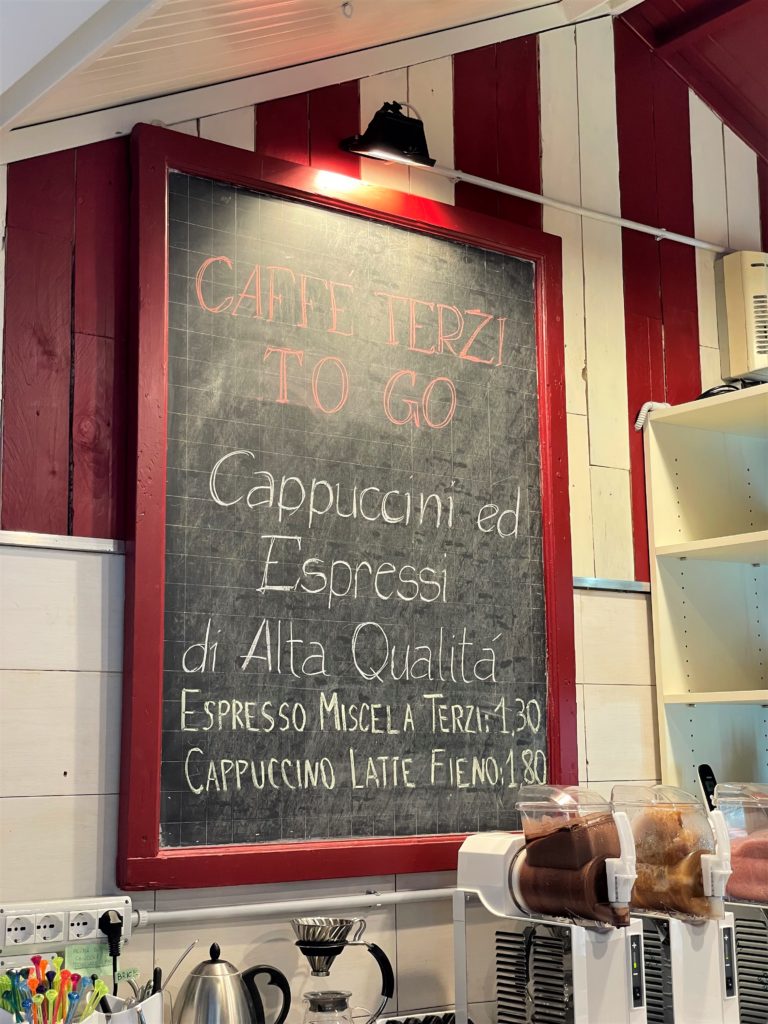 CAFFE TERZI
TO GO
Cappuccini ed
Espressi
di Alta Qualitá
ESPRESSO MISCELA TERZI: 1,30
CAPPUCCINO LATTE FIENO: 1,80